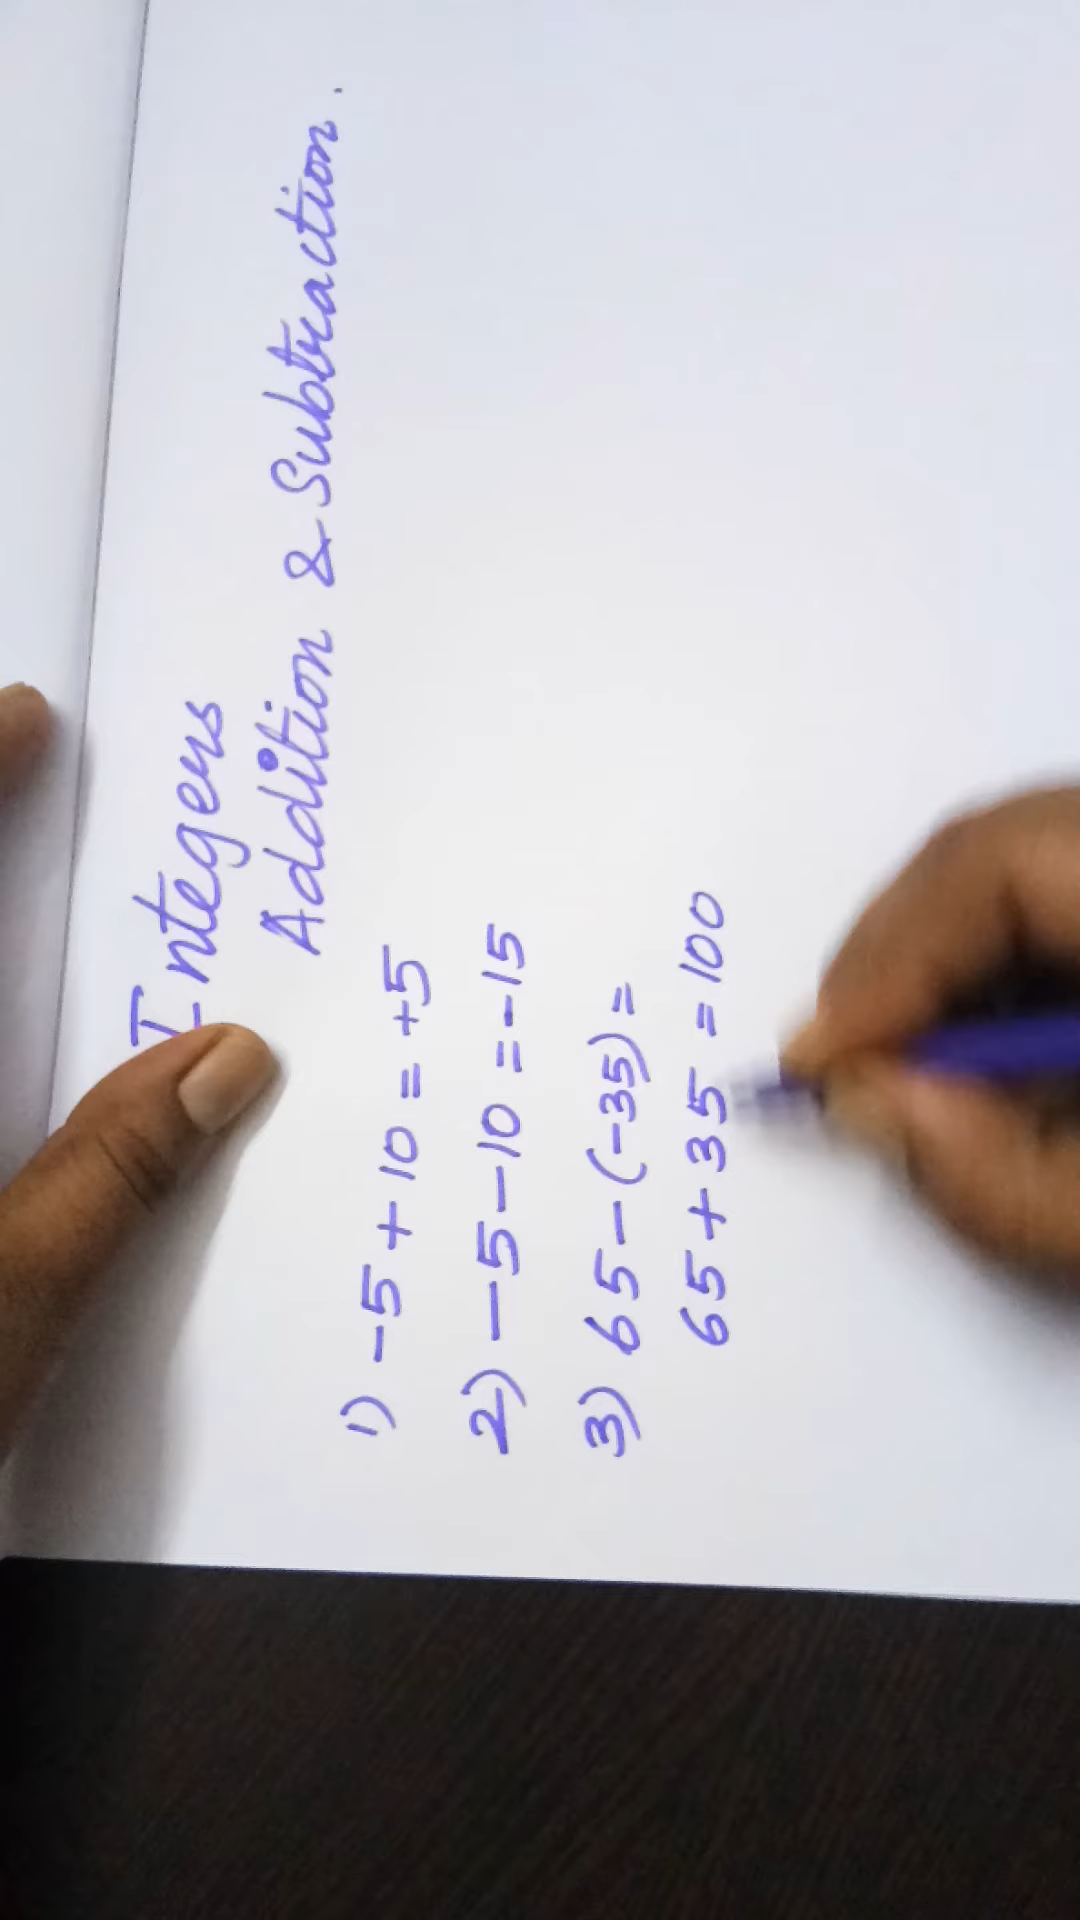 Integers
Addition & Subtraction.
1) -5 + 10 = +5
2) -5 - 10 = -15
3) 65 - (-35) =
65 + 35 = 100